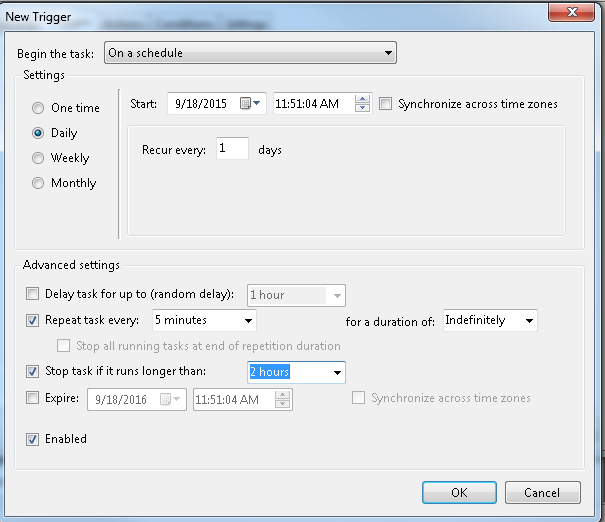 New Trigger
Begin the task: On a schedule
Settings
One time
Daily
Weekly
Monthly
Start: 9/18/2015 11:51:04 AM Synchronize across time zones
Recur every: 1 days
Advanced settings
Delay task for up to (random delay): 1 hour
Repeat task every: 5 minutes for a duration of: Indefinitely
Stop all running tasks at end of repetition duration
Stop task if it runs longer than: 2 hours
Expire: 9/18/2016 11:51:04 AM Synchronize across time zones
Enabled
OK Cancel